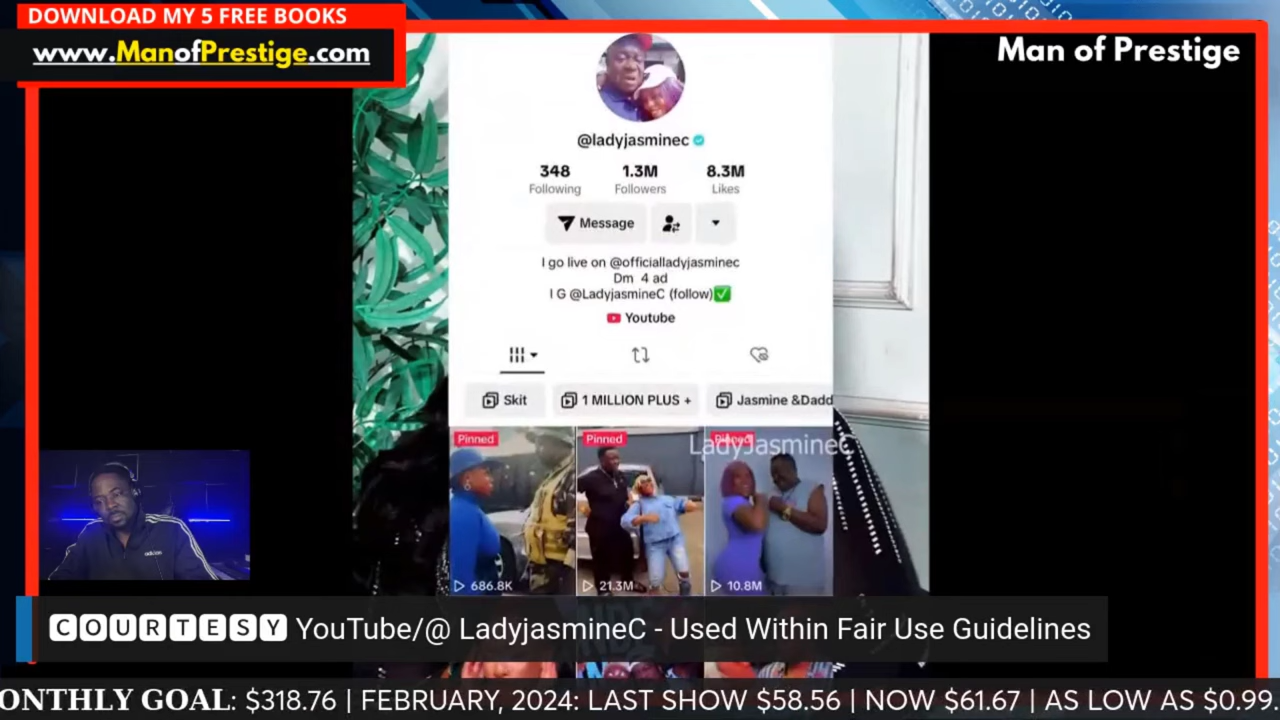 DOWNLOAD MY 5 FREE BOOKS
www.ManofPrestige.com
Man of Prestige
@ladyjasminec
348 1.3M 8.3M
Following Followers Likes
Message
I go live on @officialladyjasminec
Dm 4 ad
I G @LadyjasmineC (follow)✅
Youtube
Skit 1 MILLION PLUS + Jasmine &Dadd
Pinned Pinned Pinned
LadyJasmineC
adidas
686.8K 21.3M 10.8M
COURTESY YouTube/@ LadyjasmineC - Used Within Fair Use Guidelines
ONTHLY GOAL: $318.76 | FEBRUARY, 2024: LAST SHOW $58.56 | NOW $61.67 | AS LOW AS $0.99.